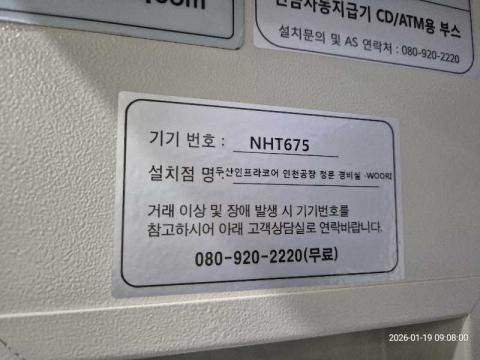 현금자동지급기 CD/ATM용 부스
설치문의 및 AS 연락처 : 080-920-2220
기기 번호 : NHT675
설치점 명: 두산인프라코어 인천공장 정문 경비실 -WOORI
거래 이상 및 장애 발생 시 기기번호를
참고하시어 아래 고객상담실로 연락바랍니다.
080-920-2220(무료)
2026-01-19 09:08:00